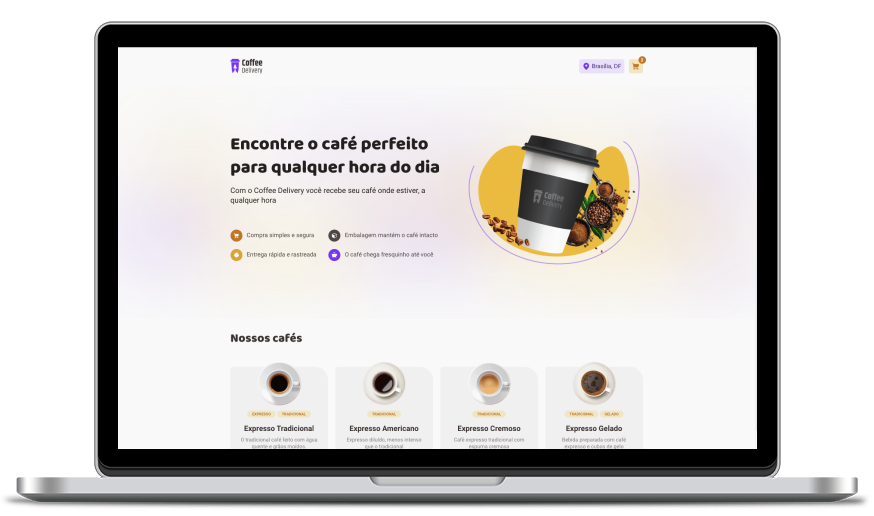 Coffee
Delivery
Brasília, DF
3
Encontre o café perfeito
para qualquer hora do dia
Com o Coffee Delivery você recebe seu café onde estiver, a
qualquer hora
Compra simples e segura
Embalagem mantém o café intacto
Entrega rápida e rastreada
O café chega fresquinho até você
Coffee
Delivery
Nossos cafés
EXPRESSO TRADICIONAL
TRADICIONAL
TRADICIONAL
TRADICIONAL GELADO
Expresso Tradicional
Expresso Americano
Expresso Cremoso
Expresso Gelado
O tradicional café feito com água
quente e grãos moídos
Expresso diluído, menos intenso
que o tradicional
Café expresso tradicional com
espuma cremosa
Bebida preparada com café
expresso e cubos de gelo